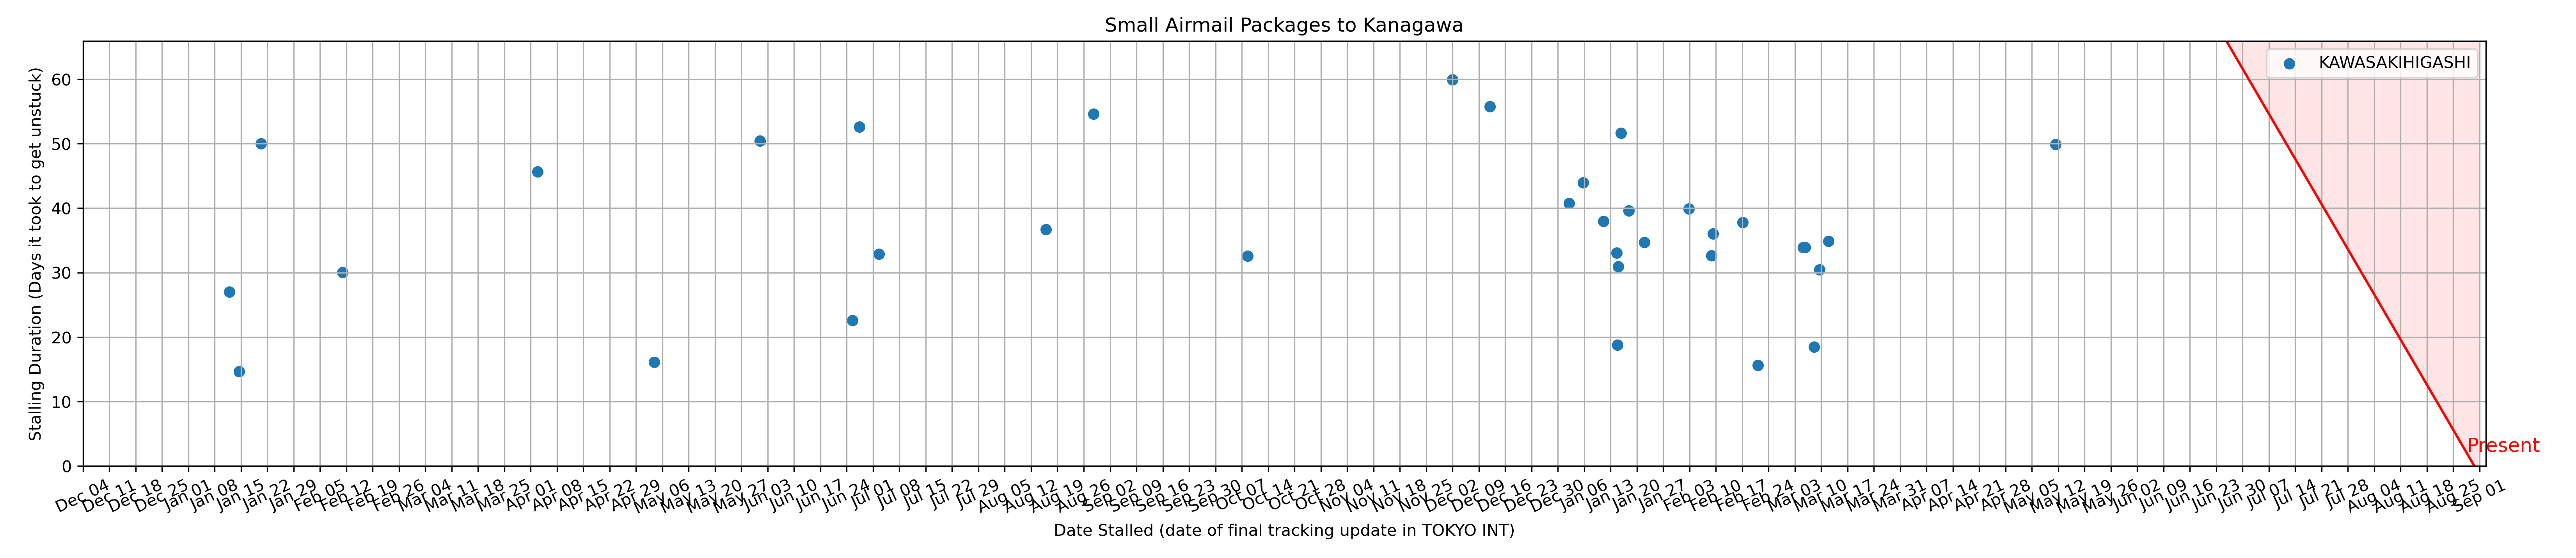 Small Airmail Packages to Kanagawa
KAWASAKIHIGASHI
Stalling Duration (Days it took to get unstuck)
60
50
40
30
20
10
0
Present
Dec 04
Dec 11
Dec 18
Dec 25
Jan 01
Jan 08
Jan 15
Jan 22
Jan 29
Feb 05
Feb 12
Feb 19
Feb 26
Mar 04
Mar 11
Mar 18
Mar 25
Apr 01
Apr 08
Apr 15
Apr 22
Apr 29
May 06
May 13
May 20
May 27
Jun 03
Jun 10
Jun 17
Jun 24
Jul 01
Jul 08
Jul 15
Jul 22
Jul 29
Aug 05
Aug 12
Aug 19
Aug 26
Sep 02
Sep 09
Sep 16
Sep 23
Sep 30
Oct 07
Oct 14
Oct 21
Oct 28
Nov 04
Nov 11
Nov 18
Nov 25
Dec 02
Dec 09
Dec 16
Dec 23
Dec 30
Jan 06
Jan 13
Jan 20
Jan 27
Feb 03
Feb 10
Feb 17
Feb 24
Mar 03
Mar 10
Mar 17
Mar 24
Mar 31
Apr 07
Apr 14
Apr 21
Apr 28
May 05
May 12
May 19
May 26
Jun 02
Jun 09
Jun 16
Jun 23
Jun 30
Jul 07
Jul 14
Jul 21
Jul 28
Aug 04
Aug 11
Aug 18
Aug 25
Sep 01
Date Stalled (date of final tracking update in TOKYO INT)